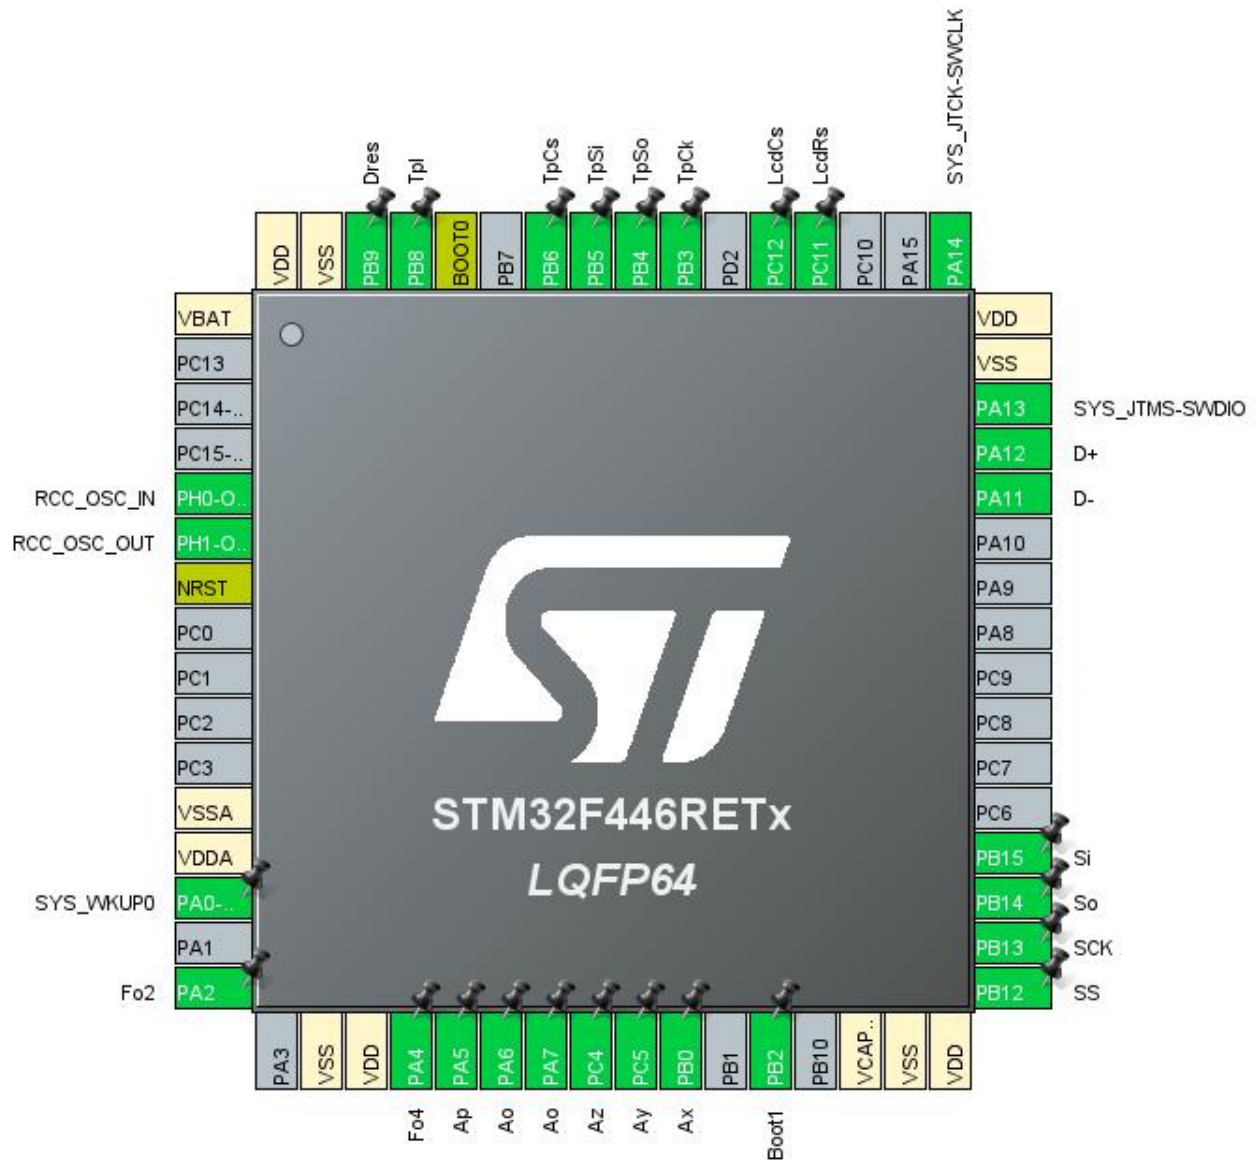 SYS_JTCK-SWCLK
Dres
TpI
TpCs
TpSi
TpSo
TpCk
LcdCs
LcdRs
VDD
VSS
PB9
PB8
BOOT0
PB7
PB6
PB5
PB4
PB3
PD2
PC12
PC11
PC10
PA15
PA14
VBAT
PC13
PC14-..
PC15-..
RCC_OSC_IN PH0-O..
RCC_OSC_OUT PH1-O..
NRST
PC0
PC1
PC2
PC3
VSSA
VDDA
SYS_WKUP0 PA0-..
PA1
Fo2 PA2
STM32F446RETx
LQFP64
VDD
VSS
PA13 SYS_JTMS-SWDIO
PA12 D+
PA11 D-
PA10
PA9
PA8
PC9
PC8
PC7
PC6
PB15 Si
PB14 So
PB13 SCK
PB12 SS
PA3
VSS
VDD
PA4
PA5
PA6
PA7
PC4
PC5
PB0
PB1
PB2
PB10
VCAP..
VSS
VDD
Fo4
Ap
Ao
Ao
Az
Ay
Ax
Boot1